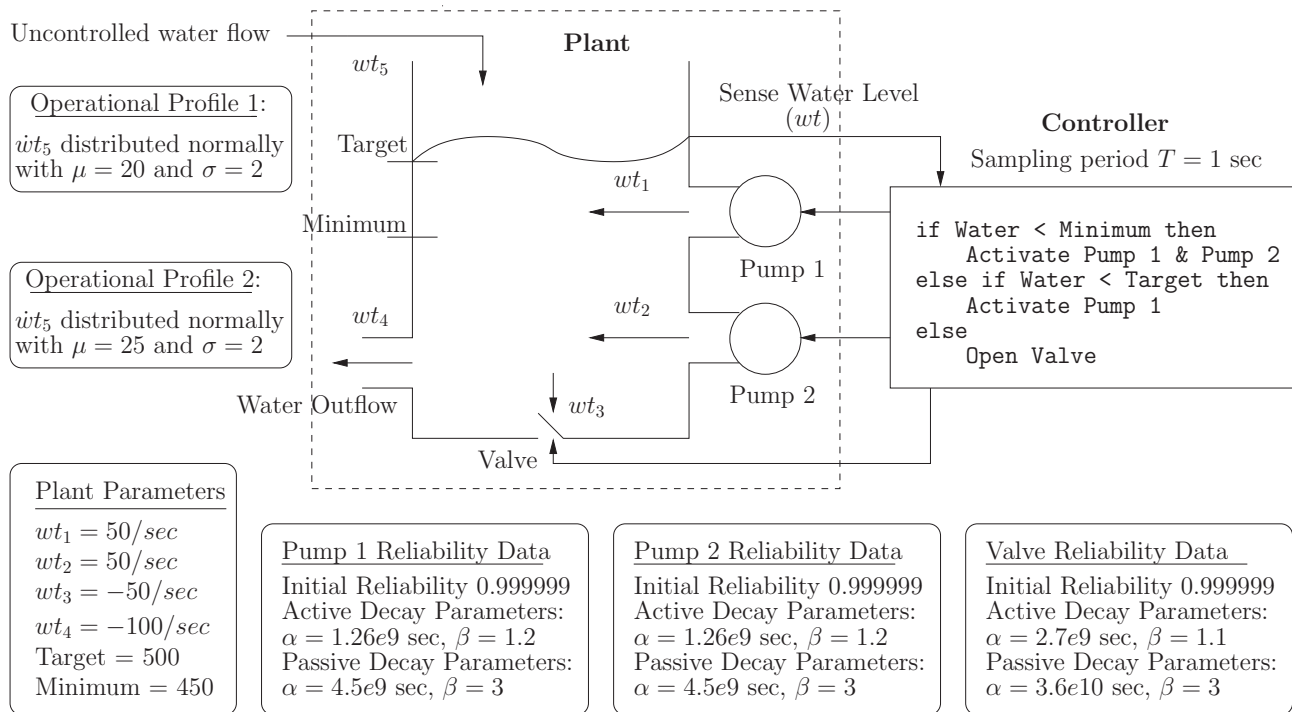 Uncontrolled water flow
Plant
wt₅
Operational Profile 1:
ẇt₅ distributed normally
with μ = 20 and σ = 2
Target
Minimum
Sense Water Level
(wt)
Controller
Sampling period T = 1 sec
wt₁
Pump 1
if Water < Minimum then
Activate Pump 1 & Pump 2
else if Water < Target then
Activate Pump 1
else
Open Valve
Operational Profile 2:
ẇt₅ distributed normally
with μ = 25 and σ = 2
wt₄
wt₂
Pump 2
Water Outflow
wt₃
Valve
Plant Parameters
wt₁ = 50/sec
wt₂ = 50/sec
wt₃ = −50/sec
wt₄ = −100/sec
Target = 500
Minimum = 450
Pump 1 Reliability Data
Initial Reliability 0.999999
Active Decay Parameters:
α = 1.26e9 sec, β = 1.2
Passive Decay Parameters:
α = 4.5e9 sec, β = 3
Pump 2 Reliability Data
Initial Reliability 0.999999
Active Decay Parameters:
α = 1.26e9 sec, β = 1.2
Passive Decay Parameters:
α = 4.5e9 sec, β = 3
Valve Reliability Data
Initial Reliability 0.999999
Active Decay Parameters:
α = 2.7e9 sec, β = 1.1
Passive Decay Parameters:
α = 3.6e10 sec, β = 3